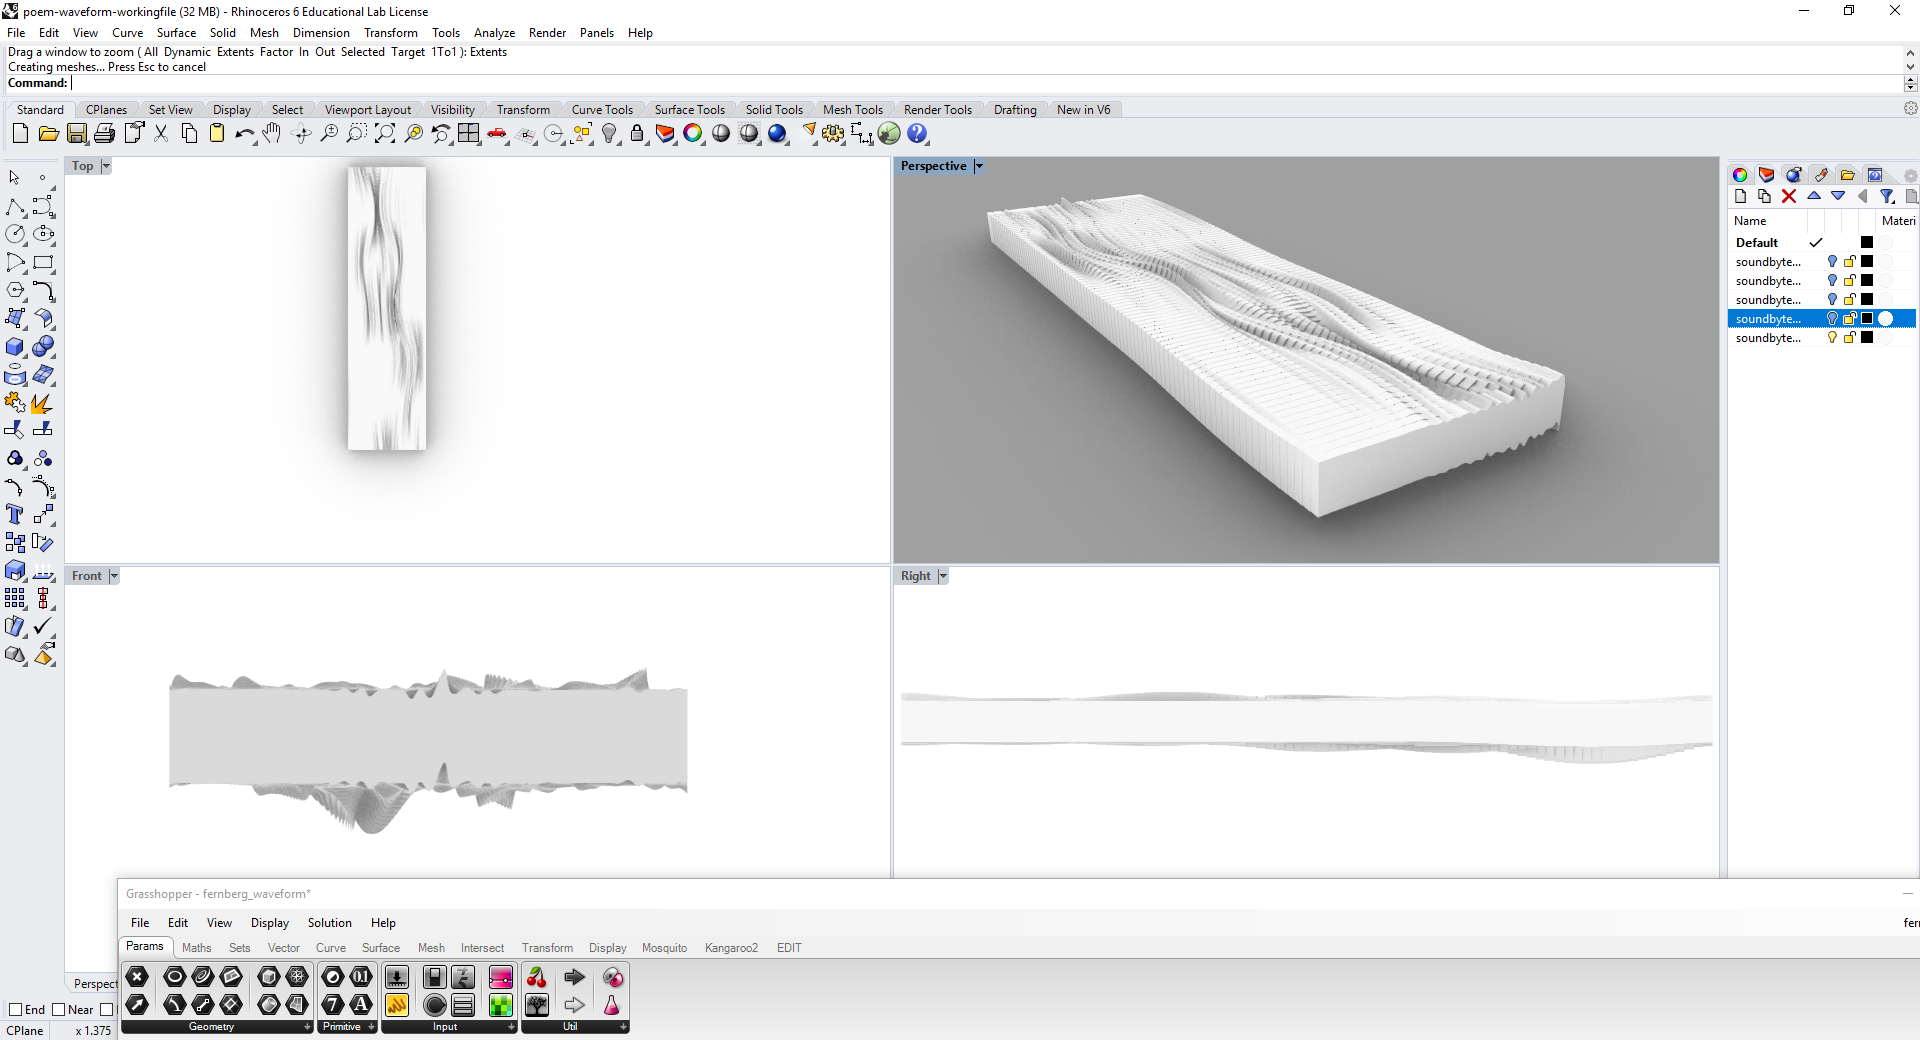 poem-waveform-workingfile (32 MB) - Rhinoceros 6 Educational Lab License
File Edit View Curve Surface Solid Mesh Dimension Transform Tools Analyze Render Panels Help
Drag a window to zoom ( All Dynamic Extents Factor In Out Selected Target 1To1 ): Extents
Creating meshes... Press Esc to cancel
Command:
Standard CPlanes Set View Display Select Viewport Layout Visibility Transform Curve Tools Surface Tools Solid Tools Mesh Tools Render Tools Drafting New in V6
Top
Perspective
Name Materi
Default
soundbyte...
soundbyte...
soundbyte...
soundbyte...
soundbyte...
Front
Right
Grasshopper - fernberg_waveform*
File Edit View Display Solution Help
fern
Params Maths Sets Vector Curve Surface Mesh Intersect Transform Display Mosquito Kangaroo2 EDIT
Perspect
End Near
Geometry Primitive Input Util
CPlane x 1.375